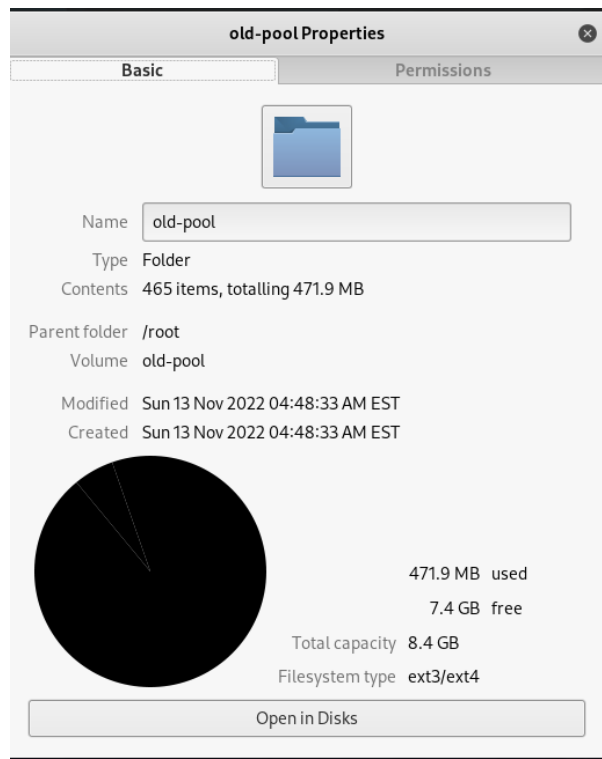 old-pool Properties
Basic Permissions
Name old-pool
Type Folder
Contents 465 items, totalling 471.9 MB
Parent folder /root
Volume old-pool
Modified Sun 13 Nov 2022 04:48:33 AM EST
Created Sun 13 Nov 2022 04:48:33 AM EST
471.9 MB used
7.4 GB free
Total capacity 8.4 GB
Filesystem type ext3/ext4
Open in Disks